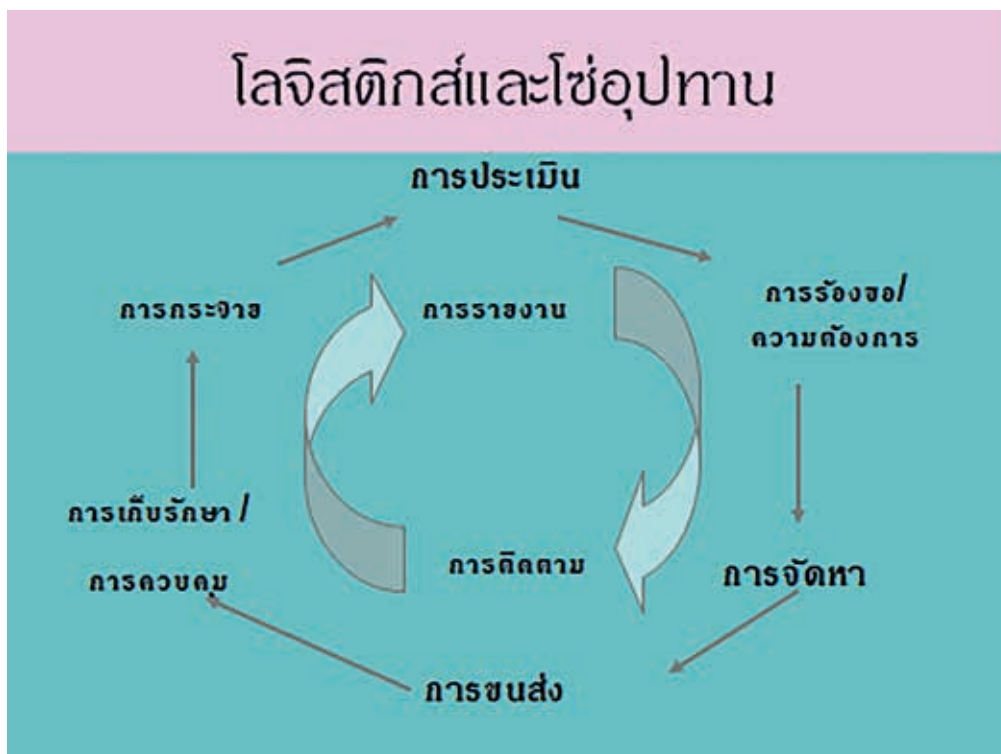 โลจิสติกส์และโซ่อุปทาน
การประเมิน
การร้องขอ/
ความต้องการ
การจัดหา
การขนส่ง
การเก็บรักษา /
การควบคุม
การกระจาย
การรายงาน
การติดตาม